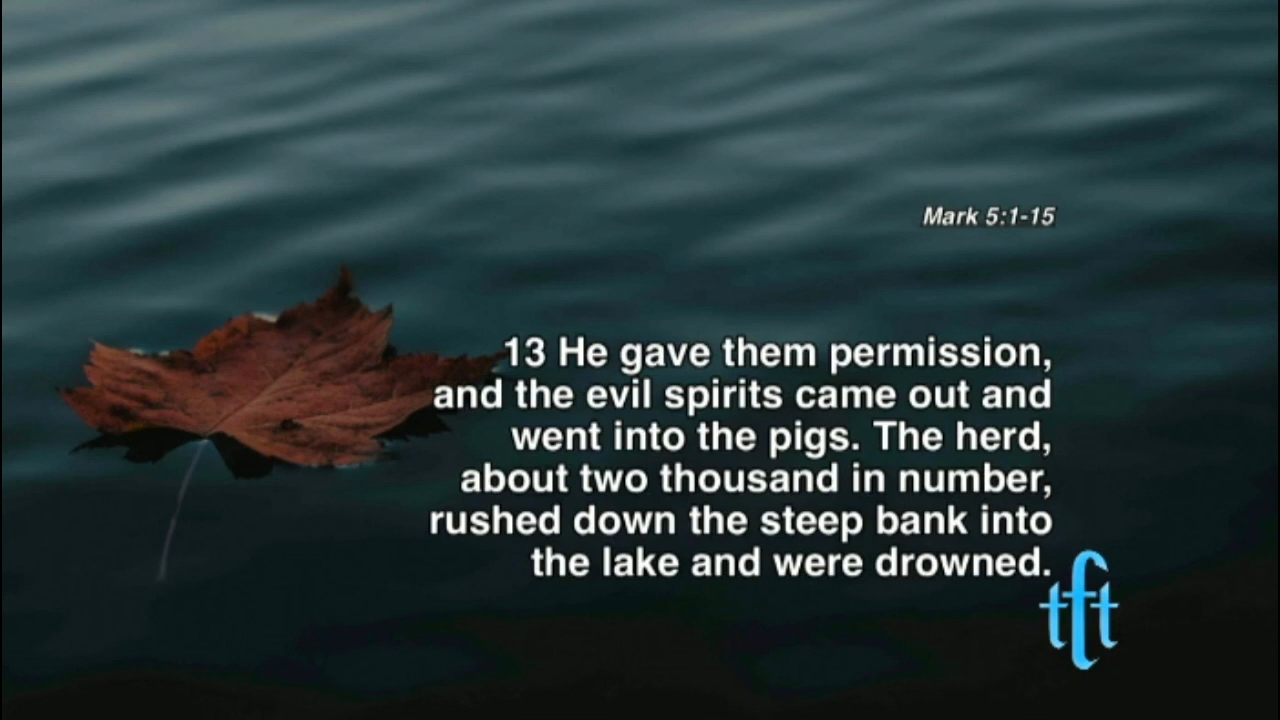 Mark 5:1-15
13 He gave them permission,
and the evil spirits came out and
went into the pigs. The herd,
about two thousand in number,
rushed down the steep bank into
the lake and were drowned.
tft